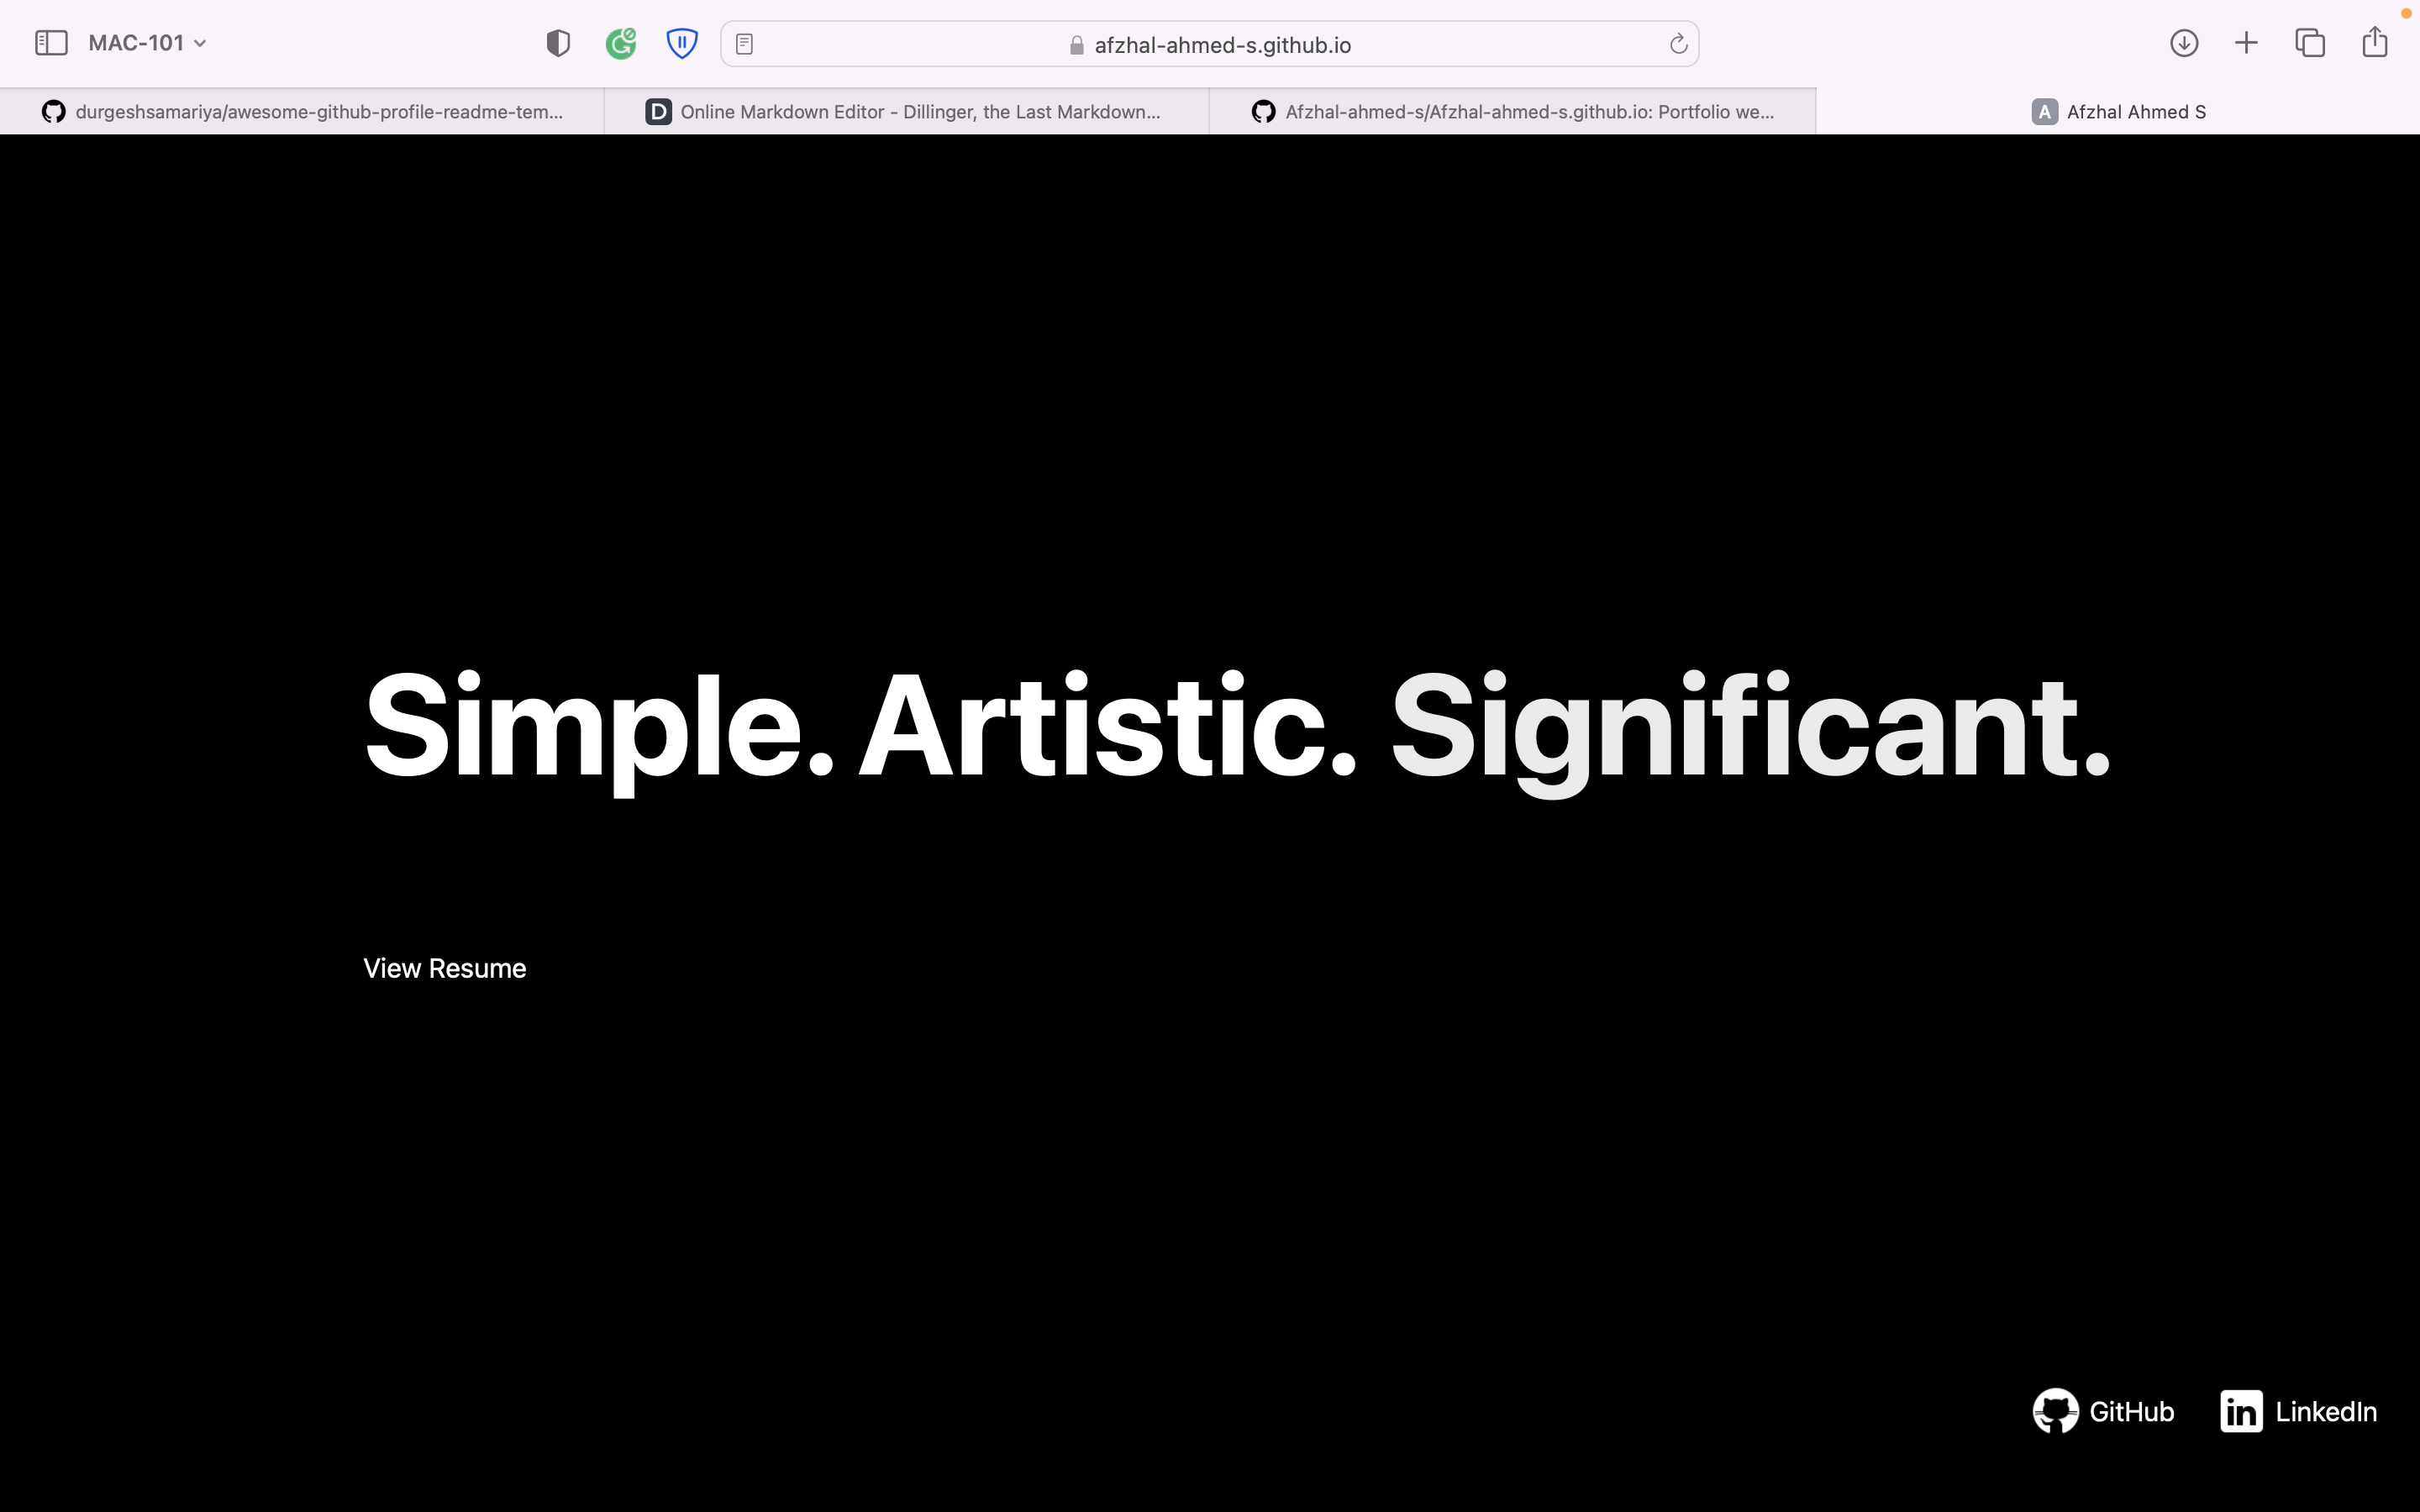 MAC-101
afzhal-ahmed-s.github.io
durgeshsamariya/awesome-github-profile-readme-tem...
D Online Markdown Editor - Dillinger, the Last Markdown...
Afzhal-ahmed-s/Afzhal-ahmed-s.github.io: Portfolio we...
A Afzhal Ahmed S
Simple. Artistic. Significant.
View Resume
GitHub
in LinkedIn